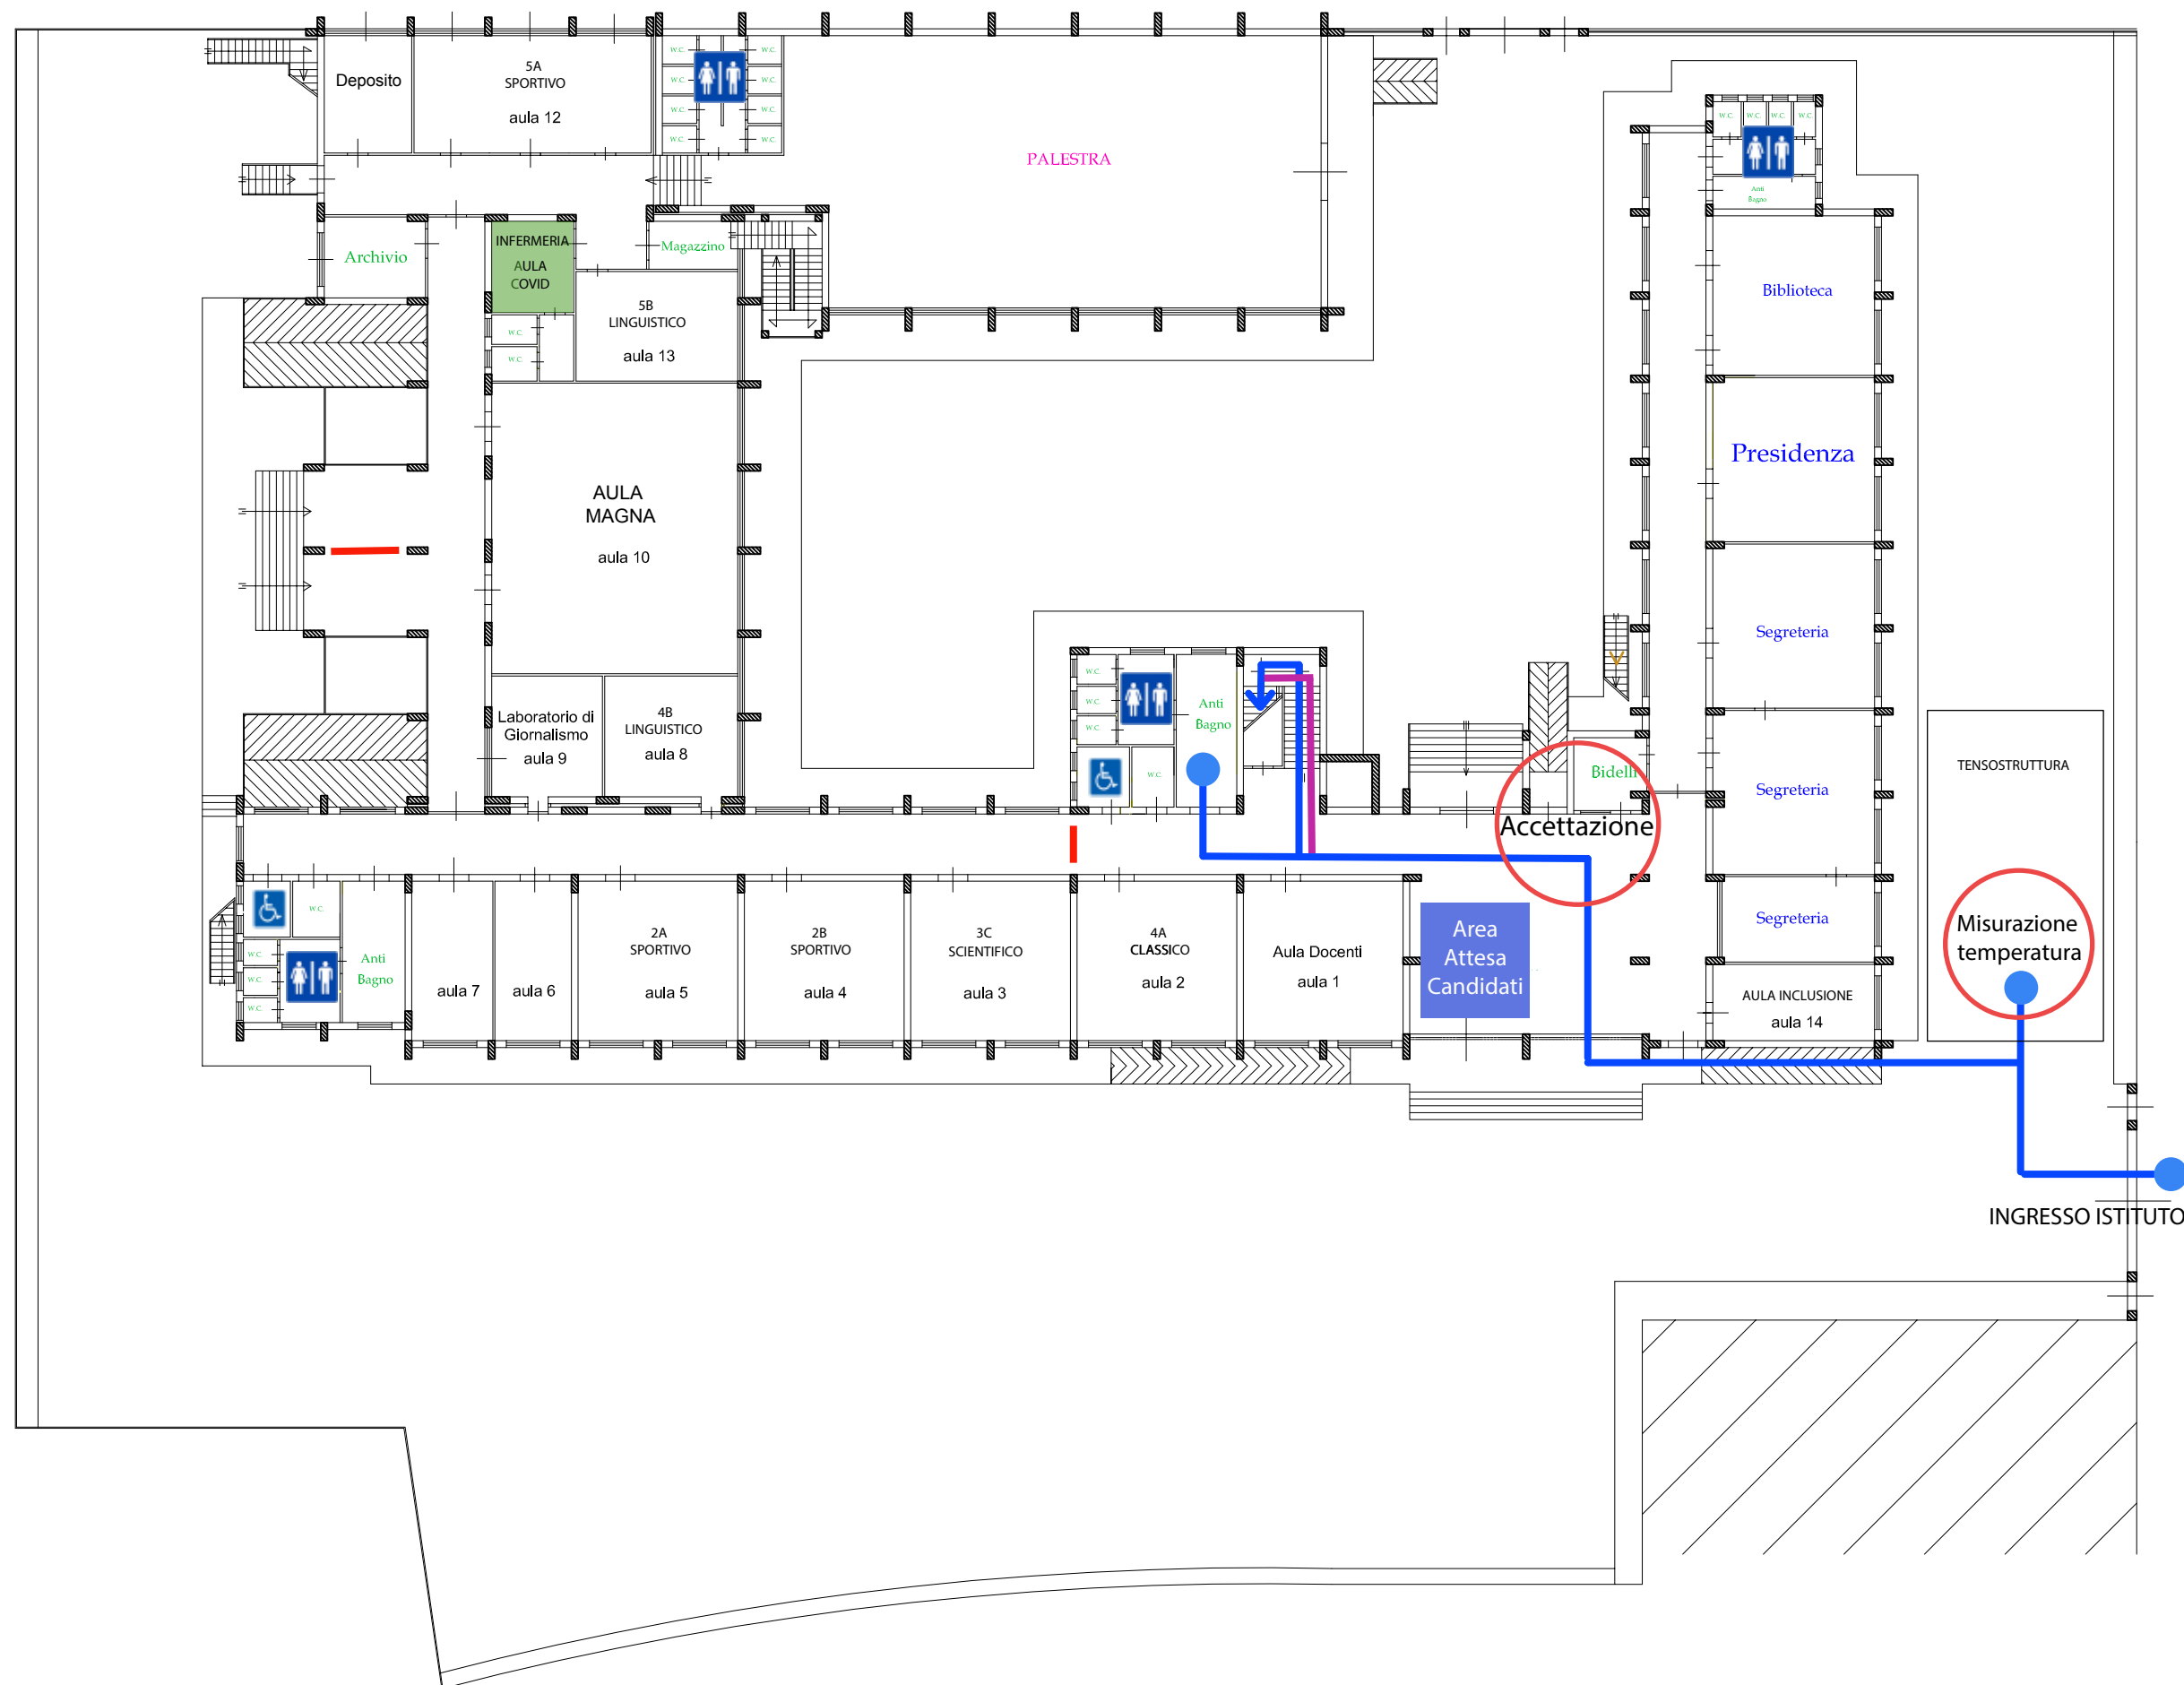 Deposito
5A
SPORTIVO
aula 12
W.C.
W.C.
W.C.
W.C.
W.C.
W.C.
W.C.
W.C.
PALESTRA
W.C.
W.C.
W.C.
W.C.
Anti
Bagno
Archivio
INFERMERIA
AULA
COVID
Magazzino
W.C.
W.C.
5B
LINGUISTICO
aula 13
Biblioteca
Presidenza
AULA
MAGNA
aula 10
Segreteria
Laboratorio di
Giornalismo
aula 9
4B
LINGUISTICO
aula 8
W.C.
W.C.
W.C.
W.C.
Anti
Bagno
Bidelli
Segreteria
TENSOSTRUTTURA
Accettazione
W.C.
W.C.
W.C.
W.C.
Anti
Bagno
aula 7
aula 6
2A
SPORTIVO
aula 5
2B
SPORTIVO
aula 4
3C
SCIENTIFICO
aula 3
4A
CLASSICO
aula 2
Aula Docenti
aula 1
Area
Attesa
Candidati
Segreteria
AULA INCLUSIONE
aula 14
Misurazione
temperatura
INGRESSO ISTITUTO